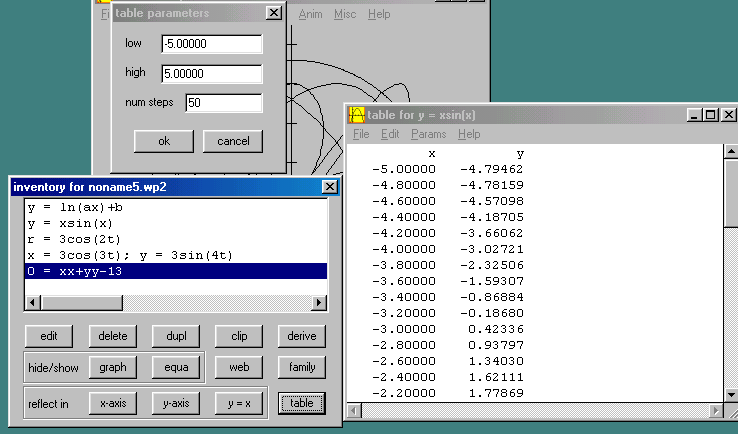 Anim Misc Help
table parameters
low -5.00000
high 5.00000
num steps 50
ok cancel
table for y = xsin(x)
File Edit Params Help
x y
-5.00000 -4.79462
-4.80000 -4.78159
-4.60000 -4.57098
-4.40000 -4.18705
-4.20000 -3.66062
-4.00000 -3.02721
-3.80000 -2.32506
-3.60000 -1.59307
-3.40000 -0.86884
-3.20000 -0.18680
-3.00000 0.42336
-2.80000 0.93797
-2.60000 1.34030
-2.40000 1.62111
-2.20000 1.77869
inventory for noname5.wp2
y = ln(ax)+b
y = xsin(x)
r = 3cos(2t)
x = 3cos(3t); y = 3sin(4t)
0 = xx+yy-13
edit delete dupl clip derive
hide/show graph equa web family
reflect in x-axis y-axis y = x table